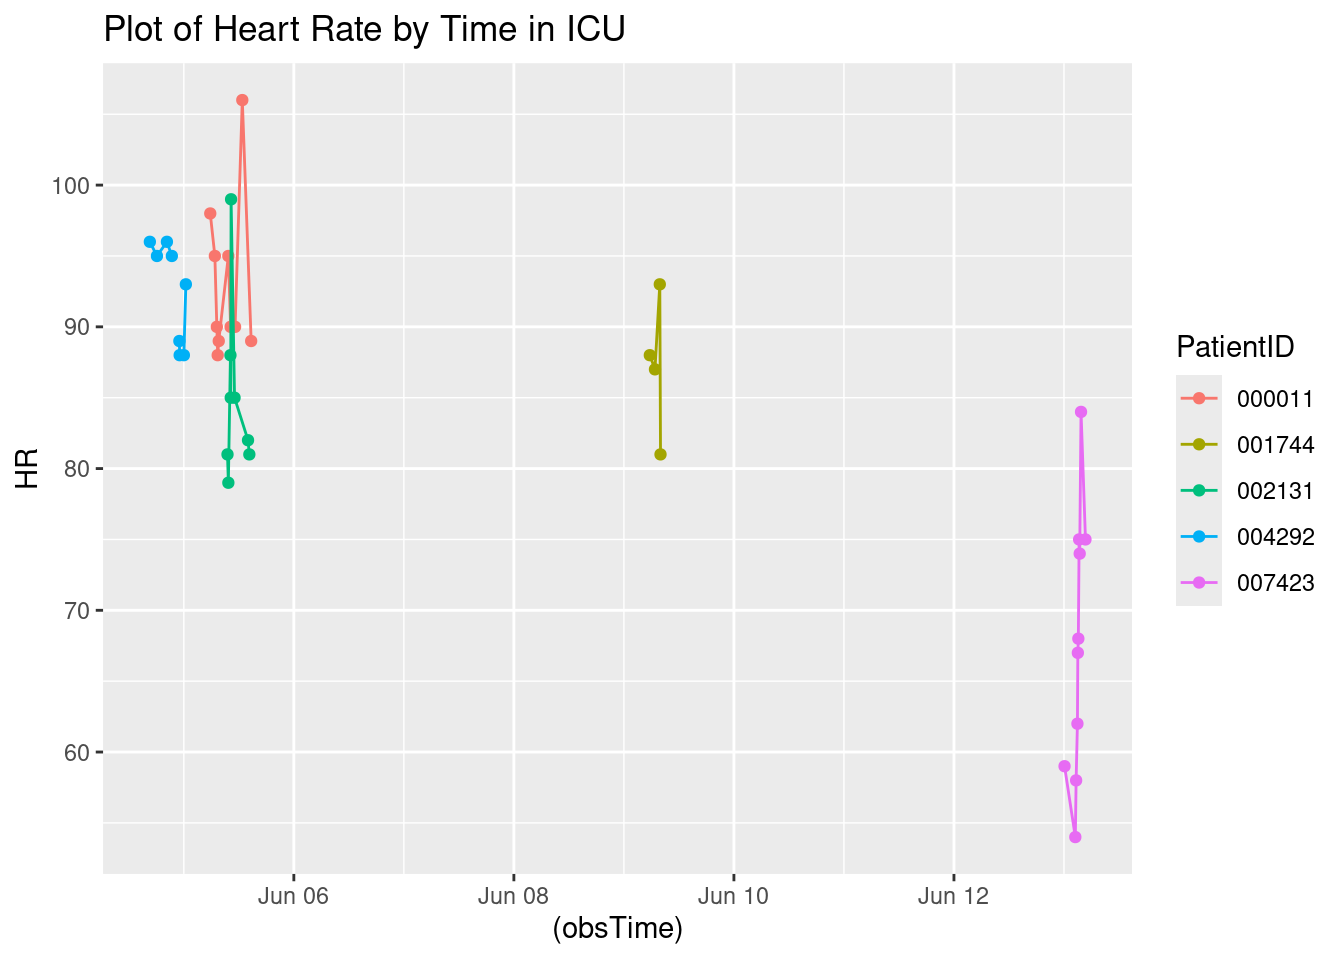 Plot of Heart Rate by Time in ICU
HR
100
90
80
70
60
Jun 06 Jun 08 Jun 10 Jun 12
(obsTime)
PatientID
000011
001744
002131
004292
007423